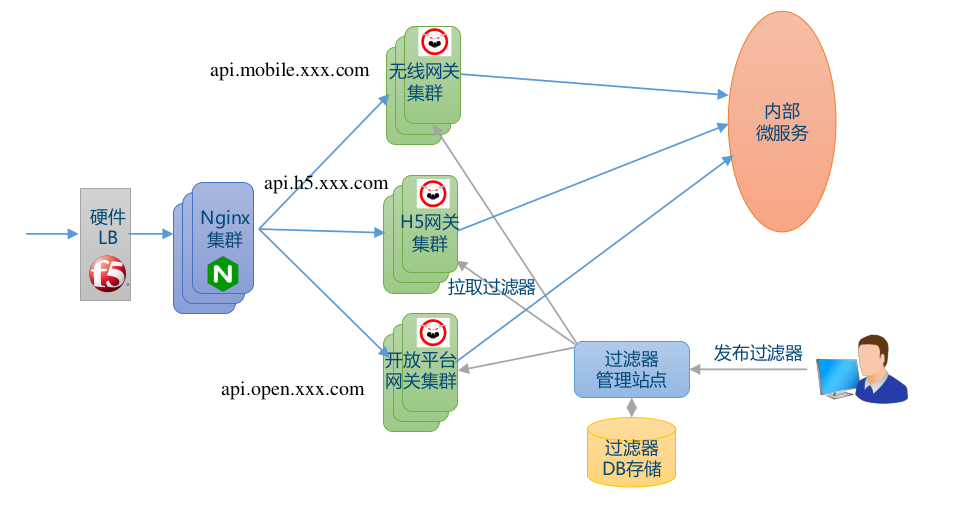 api.mobile.xxx.com
无线网关
集群
内部
微服务
api.h5.xxx.com
硬件
LB
f5
Nginx
集群
N
H5网关
集群
拉取过滤器
开放平台
网关集群
api.open.xxx.com
过滤器
管理站点
发布过滤器
过滤器
DB存储